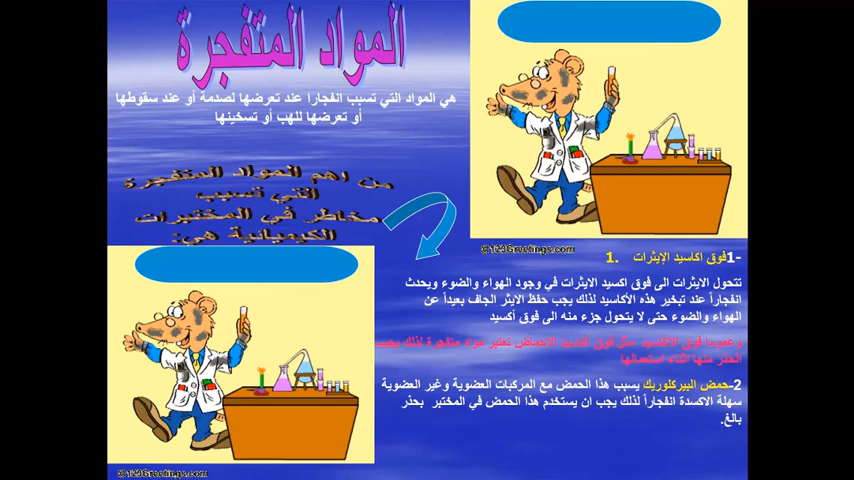 المواد المتفجرة
هي المواد التي تسبب انفجارا عند تعرضها لصدمة أو عند سقوطها
أو تعرضها للهب أو تسخينها
من اهم المواد المتفجرة
التي تسبب
مخاطر في المختبرات
الكيميائية هي:
©123Greetings.com
1-فوق اكاسيد الإيثرات .1
تتحول الايثرات الى فوق اكسيد الايثرات في وجود الهواء والضوء ويحدث
انفجاراً عند تبخير هذه الأكاسيد لذلك يجب حفظ الايثر الجاف بعيداً عن
الهواء والضوء حتى لا يتحول جزء منه الى فوق أكسيد
وعموما فوق الاكاسيد مثل فوق اكاسيد الاحماض تعتبر مواد متفجرة لذلك يجب
الحذر منها اثناء استعمالها
2-حمض البيركلوريك يسبب هذا الحمض مع المركبات العضوية وغير العضوية
سهلة الاكسدة انفجاراً لذلك يجب ان يستخدم هذا الحمض في المختبر بحذر
بالغ.
©123Greetings.com